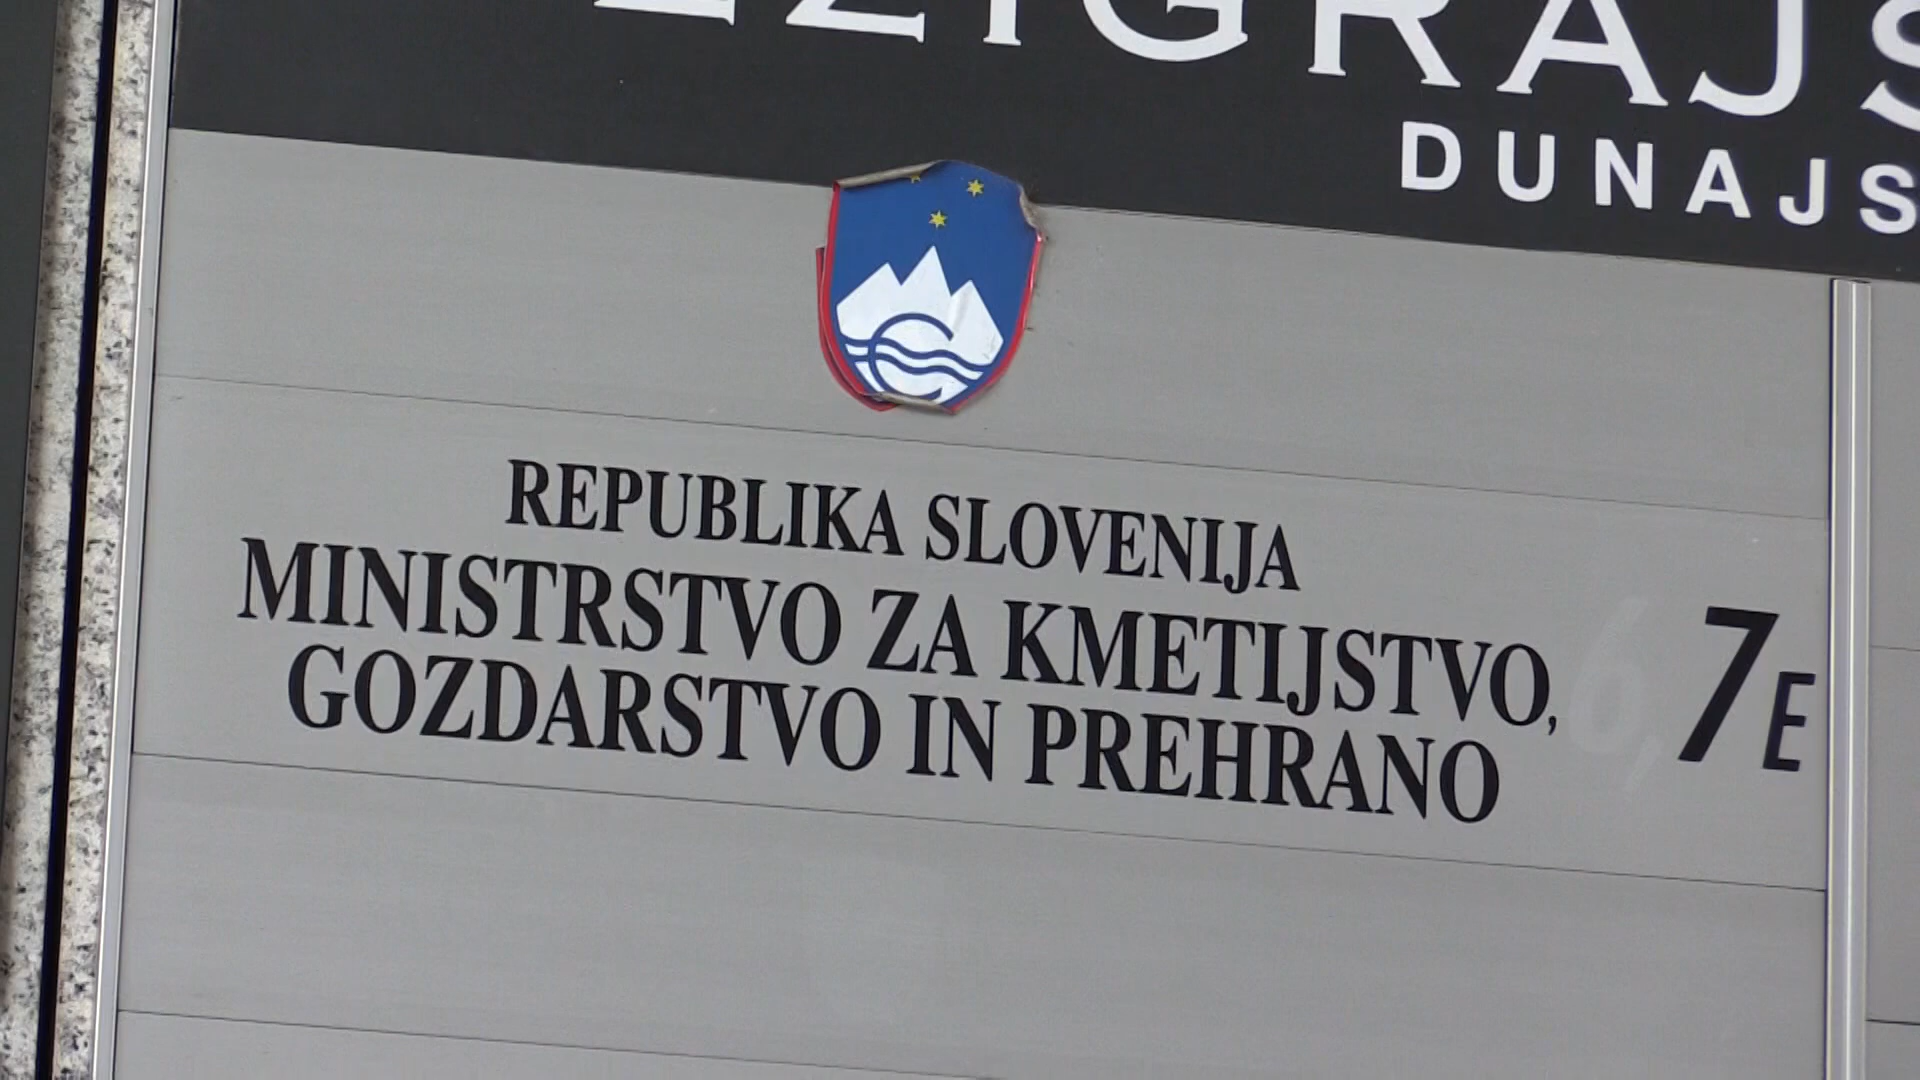 DUNAJS
REPUBLIKA SLOVENIJA
MINISTRSTVO ZA KMETIJSTVO,
GOZDARSTVO IN PREHRANO
7E